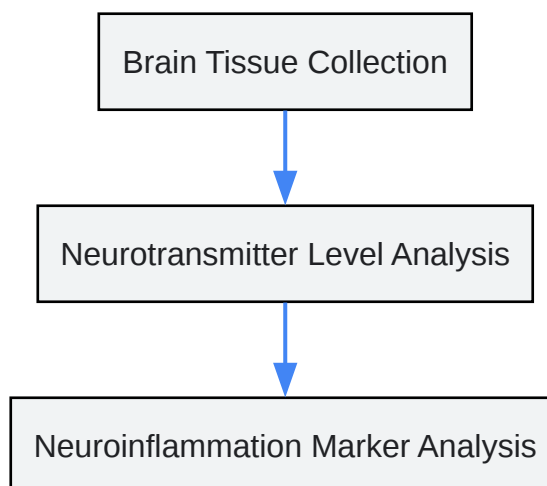 Brain Tissue Collection
Neurotransmitter Level Analysis
Neuroinflammation Marker Analysis